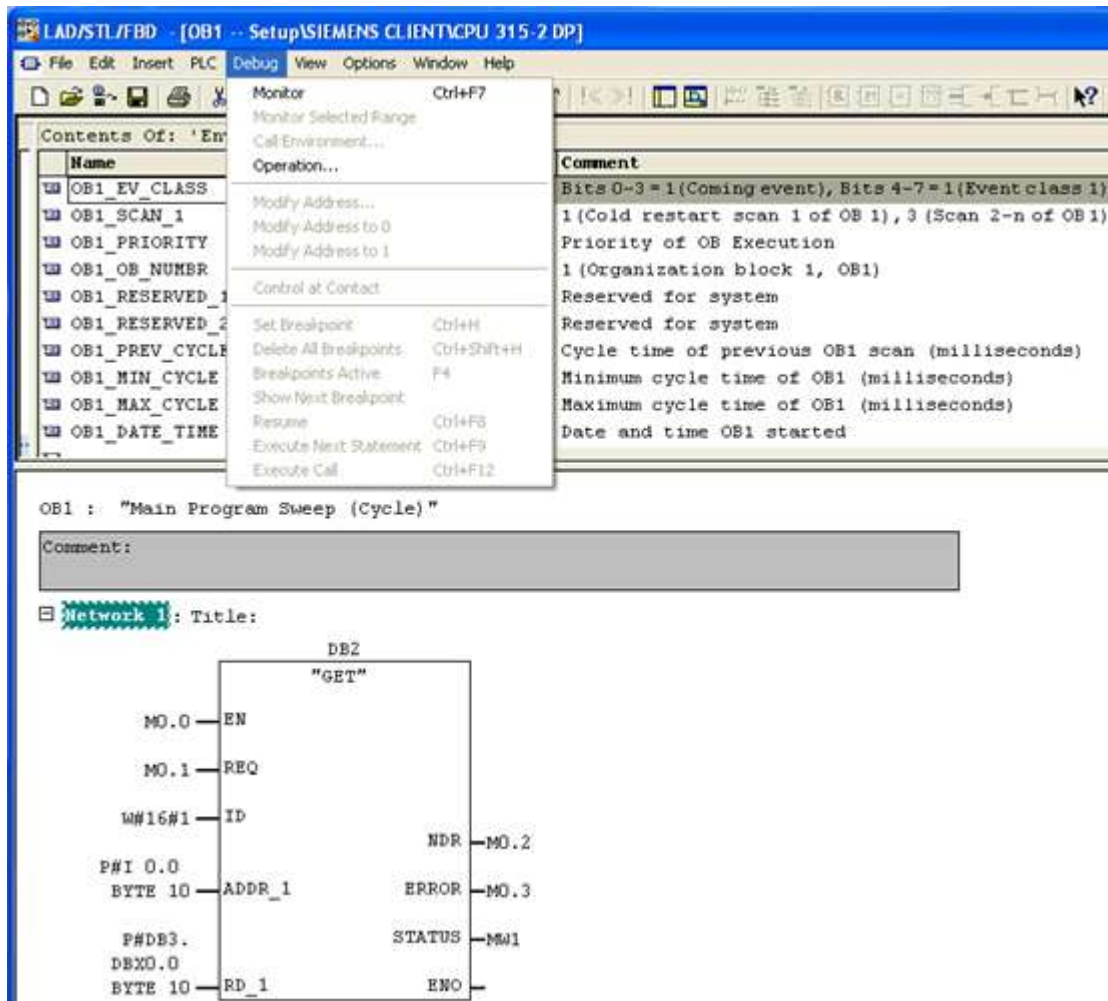 LAD/STL/FBD - [OB1 -- Setup\SIEMENS CLIENT\CPU 315-2 DP]
File Edit Insert PLC Debug View Options Window Help
Contents Of: 'En
Name
OB1_EV_CLASS
OB1_SCAN_1
OB1_PRIORITY
OB1_OB_NUMBR
OB1_RESERVED_1
OB1_RESERVED_2
OB1_PREV_CYCLE
OB1_MIN_CYCLE
OB1_MAX_CYCLE
OB1_DATE_TIME
Monitor Ctrl+F7
Monitor Selected Range
Call Environment...
Operation...
Modify Address...
Modify Address to 0
Modify Address to 1
Control at Contact
Set Breakpoint Ctrl+H
Delete All Breakpoints Ctrl+Shift+H
Breakpoints Active F4
Show Next Breakpoint
Resume Ctrl+F8
Execute Next Statement Ctrl+F9
Execute Call Ctrl+F12
Comment
Bits 0-3 = 1(Coming event), Bits 4-7 = 1(Event class 1)
1 (Cold restart scan 1 of OB 1), 3 (Scan 2-n of OB 1)
Priority of OB Execution
1 (Organization block 1, OB1)
Reserved for system
Reserved for system
Cycle time of previous OB1 scan (milliseconds)
Minimum cycle time of OB1 (milliseconds)
Maximum cycle time of OB1 (milliseconds)
Date and time OB1 started
OB1 : "Main Program Sweep (Cycle)"
Comment:
Network 1: Title:
DB2
"GET"
M0.0 EN
M0.1 REQ
W#16#1 ID
NDR M0.2
P#I 0.0
BYTE 10 ADDR_1 ERROR M0.3
P#DB3. STATUS MW1
DBX0.0
BYTE 10 RD_1 ENO